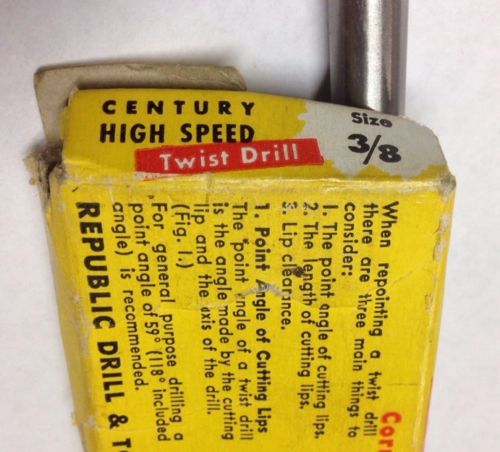 CENTURY
HIGH SPEED
Twist Drill
Size
3/8
When repointing a twist drill
there are three main things to
consider:
1. The point angle of cutting lips.
2. The length of cutting lips.
3. Lip clearance.
1. Point Angle of Cutting Lips
The point angle of a twist drill
is the angle made by the cutting
lip and the axis of the drill.
(Fig. 1.)
For general purpose drilling a
point angle of 59° (118° included
angle) is recommended.
REPUBLIC DRILL &